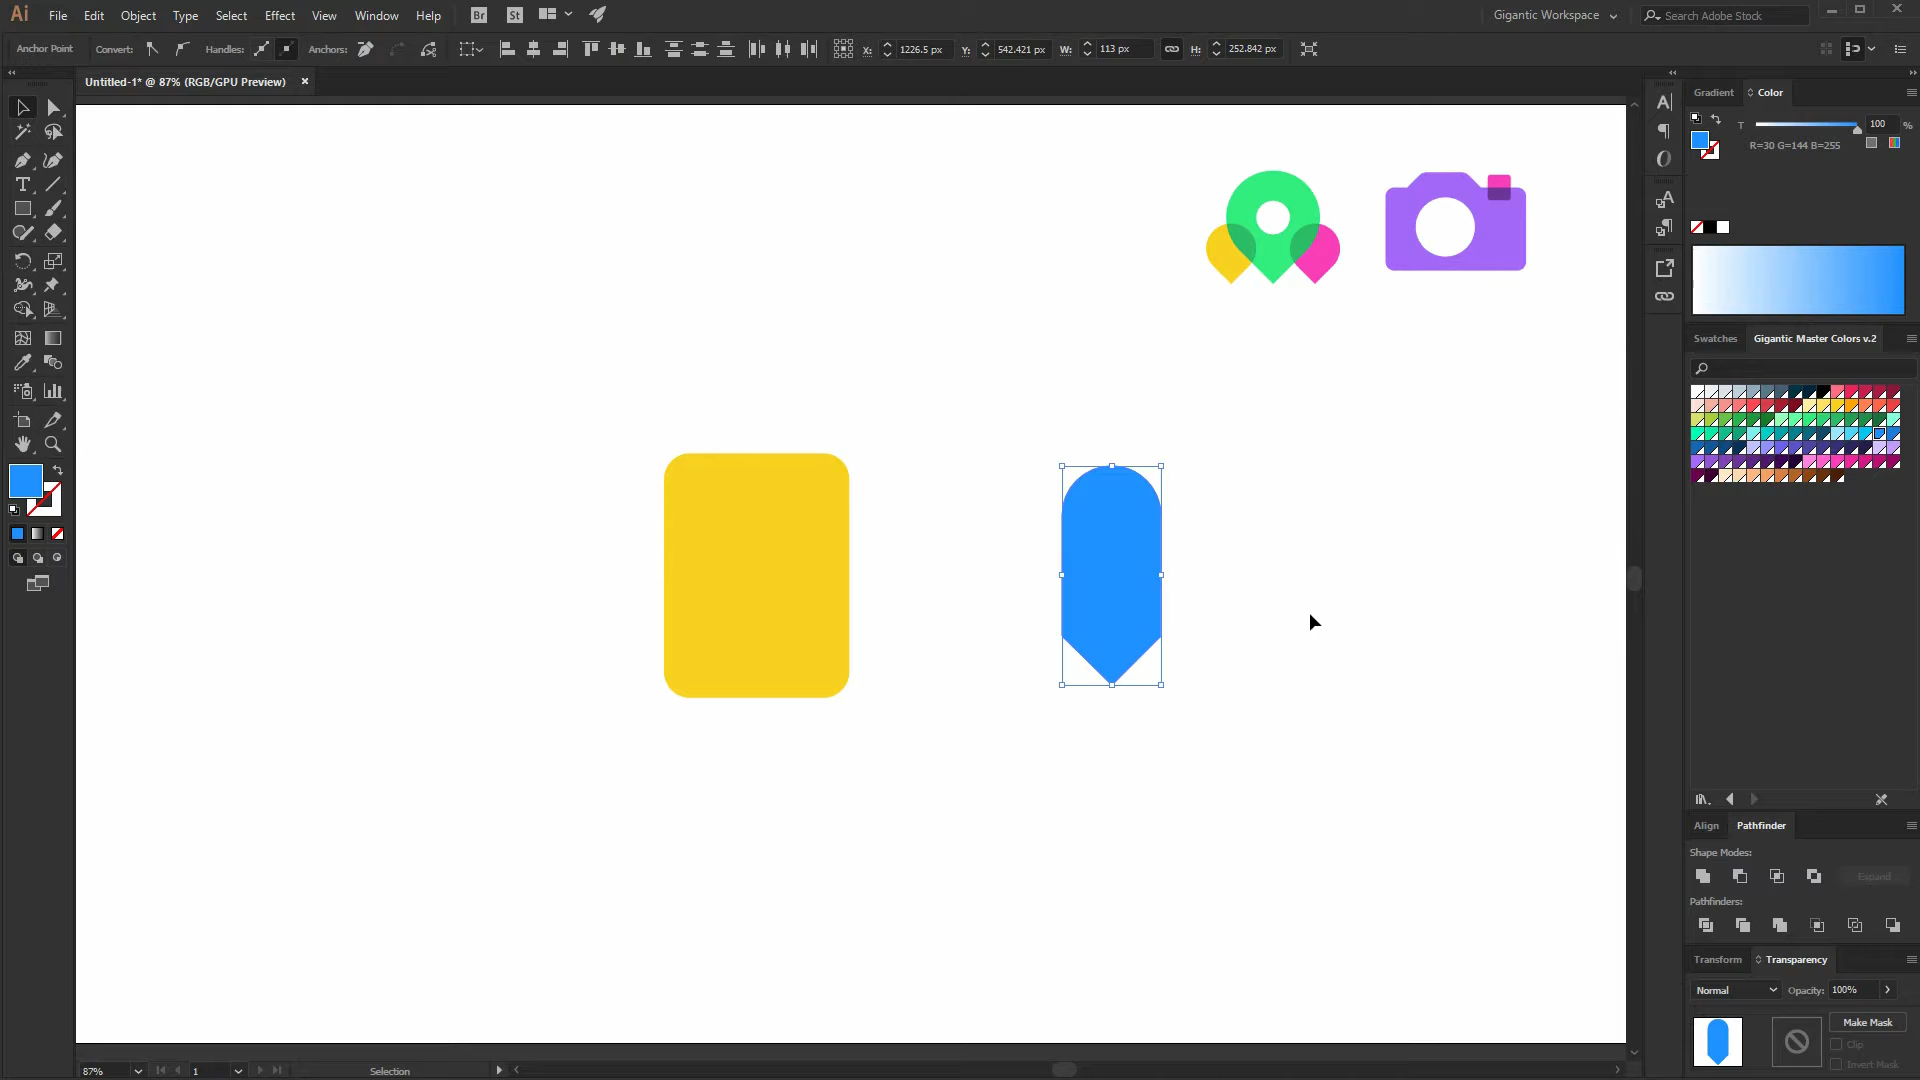 Ai File Edit Object Type Select Effect View Window Help Br St Gigantic Workspace Search Adobe Stock
Anchor Point Convert: Handles: Anchors: X: 1226.5 px Y: 542.421 px W: 113 px H: 252.842 px
Untitled-1* @ 87% (RGB/GPU Preview)
Gradient Color
T 100 %
R=30 G=144 B=255
Swatches Gigantic Master Colors v.2
Align Pathfinder
Shape Modes:
Expand
Pathfinders:
Transform Transparency
Normal Opacity: 100%
Make Mask
Clip
Invert Mask
87% 1 Selection